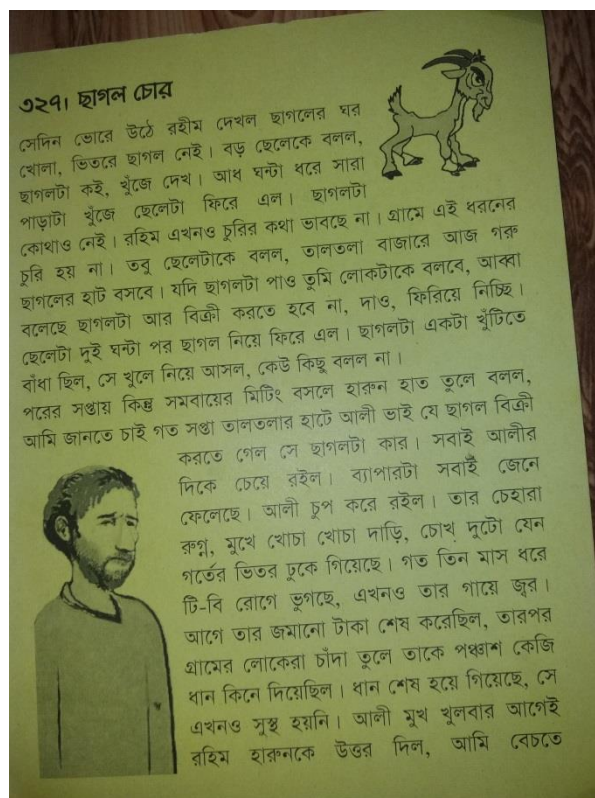 ৩২৭। ছাগল চোর
সেদিন ভোরে উঠে রহীম দেখল ছাগলের ঘর
খোলা, ভিতরে ছাগল নেই। বড় ছেলেকে বলল,
ছাগলটা কই, খুঁজে দেখ। আধ ঘন্টা ধরে সারা
পাড়াটা খুঁজে ছেলেটা ফিরে এল। ছাগলটা
কোথাও নেই। রহিম এখনও চুরির কথা ভাবছে না। গ্রামে এই ধরনের
চুরি হয় না। তবু ছেলেটাকে বলল, তালতলা বাজারে আজ গরু
ছাগলের হাট বসবে। যদি ছাগলটা পাও তুমি লোকটাকে বলবে, আব্বা
বলেছে ছাগলটা আর বিক্রী করতে হবে না, দাও, ফিরিয়ে নিচ্ছি।
ছেলেটা দুই ঘন্টা পর ছাগল নিয়ে ফিরে এল। ছাগলটা একটা খুঁটিতে
বাঁধা ছিল, সে খুলে নিয়ে আসল, কেউ কিছু বলল না।
পরের সপ্তায় কিন্তু সমবায়ের মিটিং বসলে হারুন হাত তুলে বলল,
আমি জানতে চাই গত সপ্তা তালতলার হাটে আলী ভাই যে ছাগল বিক্রী
করতে গেল সে ছাগলটা কার। সবাই আলীর
দিকে চেয়ে রইল। ব্যাপারটা সবাই জেনে
ফেলেছে। আলী চুপ করে রইল। তার চেহারা
রুগ্ন, মুখে খোচা খোচা দাড়ি, চোখ দুটো যেন
গর্তের ভিতর ঢুকে গিয়েছে। গত তিন মাস ধরে
টি-বি রোগে ভুগছে, এখনও তার গায়ে জ্বর।
আগে তার জমানো টাকা শেষ করেছিল, তারপর
গ্রামের লোকেরা চাঁদা তুলে তাকে পঞ্চাশ কেজি
ধান কিনে দিয়েছিল। ধান শেষ হয়ে গিয়েছে, সে
এখনও সুস্থ হয়নি। আলী মুখ খুলবার আগেই
রহিম হারুনকে উত্তর দিল, আমি বেচতে